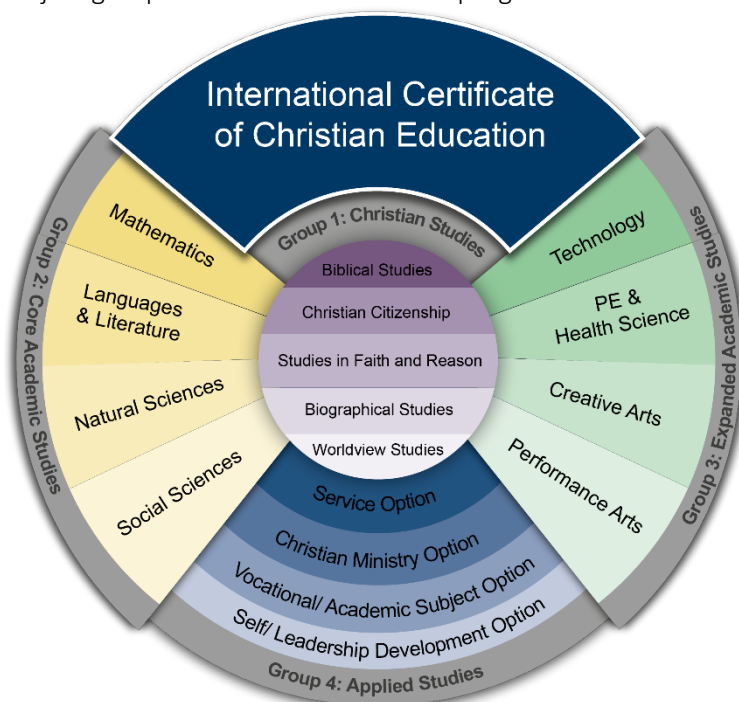 International Certificate
of Christian Education
Group 1: Christian Studies
Biblical Studies
Christian Citizenship
Studies in Faith and Reason
Biographical Studies
Worldview Studies
Group 2: Core Academic Studies
Mathematics
Languages
& Literature
Natural Sciences
Social Sciences
Group 3: Expanded Academic Studies
Technology
PE &
Health Science
Creative Arts
Performance Arts
Service Option
Christian Ministry Option
Vocational/ Academic Subject Option
Self/ Leadership Development Option
Group 4: Applied Studies